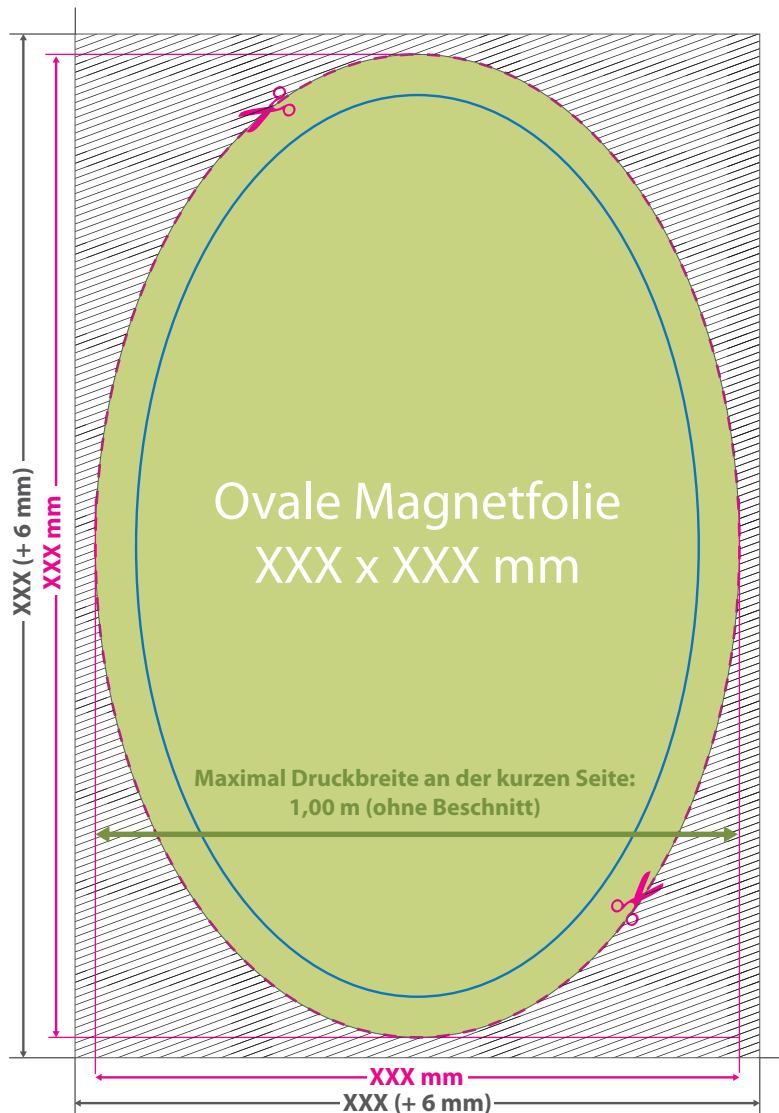 XXX (+ 6 mm)
XXX mm
Ovale Magnetfolie
XXX x XXX mm
Maximal Druckbreite an der kurzen Seite:
1,00 m (ohne Beschnitt)
XXX mm
XXX (+ 6 mm)